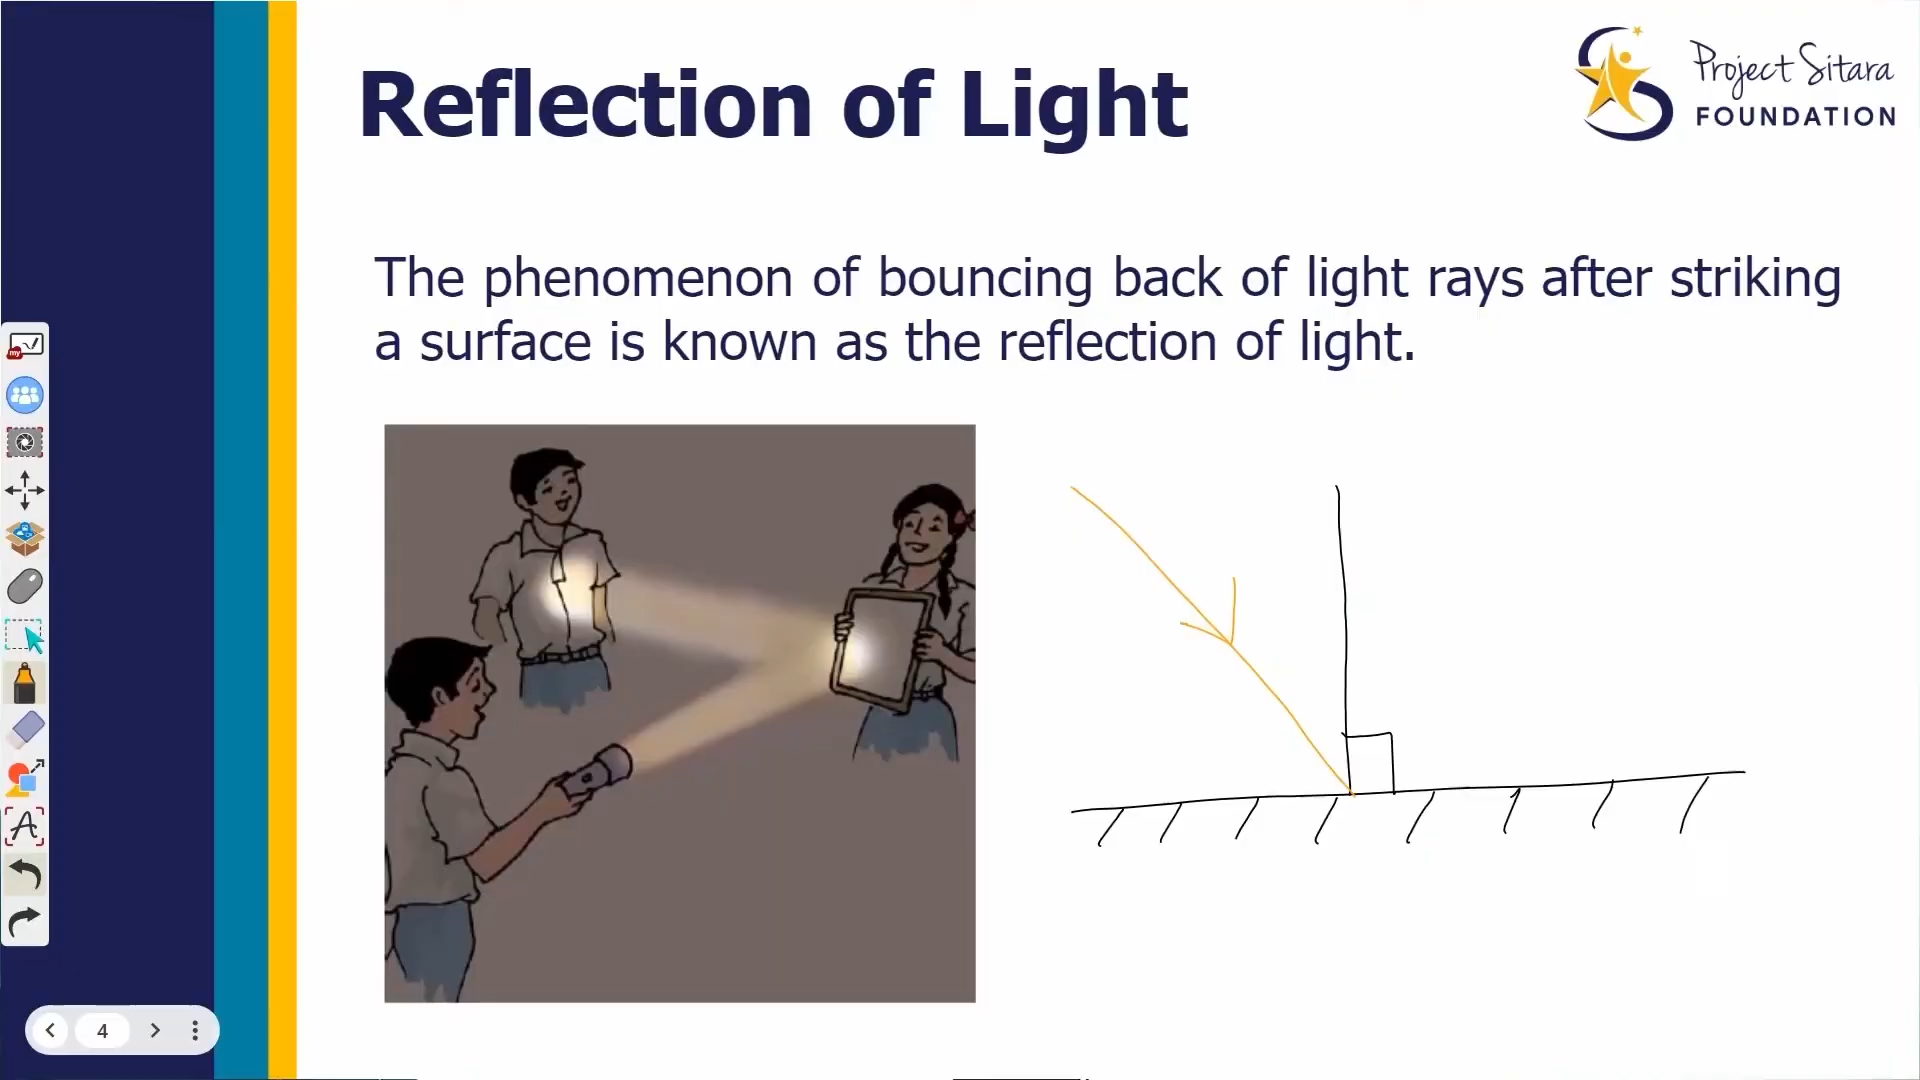 Reflection of Light
Project Sitara
FOUNDATION
The phenomenon of bouncing back of light rays after striking
a surface is known as the reflection of light.
my
A
4